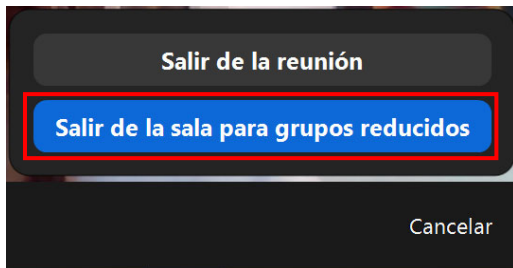 Salir de la reunión
Salir de la sala para grupos reducidos
Cancelar